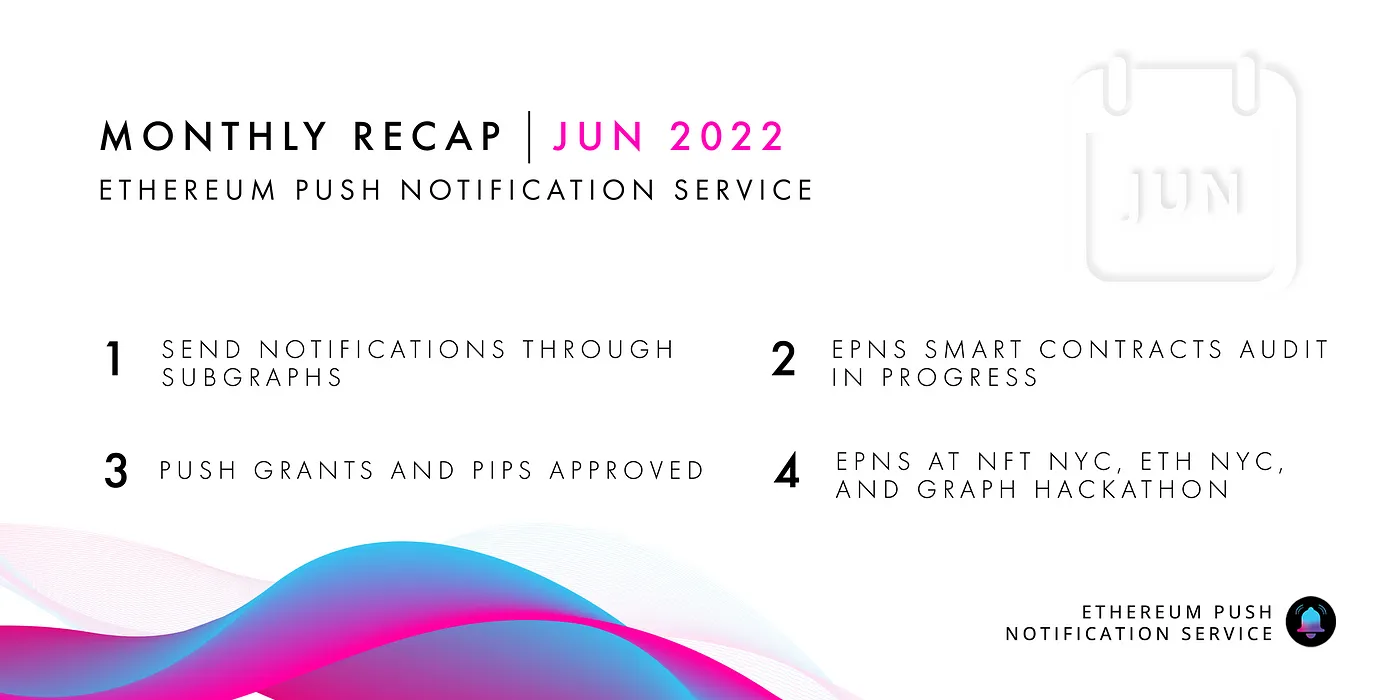 MONTHLY RECAP | JUN 2022
ETHEREUM PUSH NOTIFICATION SERVICE
JUN
1 SEND NOTIFICATIONS THROUGH
SUBGRAPHS
2 EPNS SMART CONTRACTS AUDIT
IN PROGRESS
3 PUSH GRANTS AND PIPS APPROVED
4 EPNS AT NFT NYC, ETH NYC,
AND GRAPH HACKATHON
ETHEREUM PUSH
NOTIFICATION SERVICE